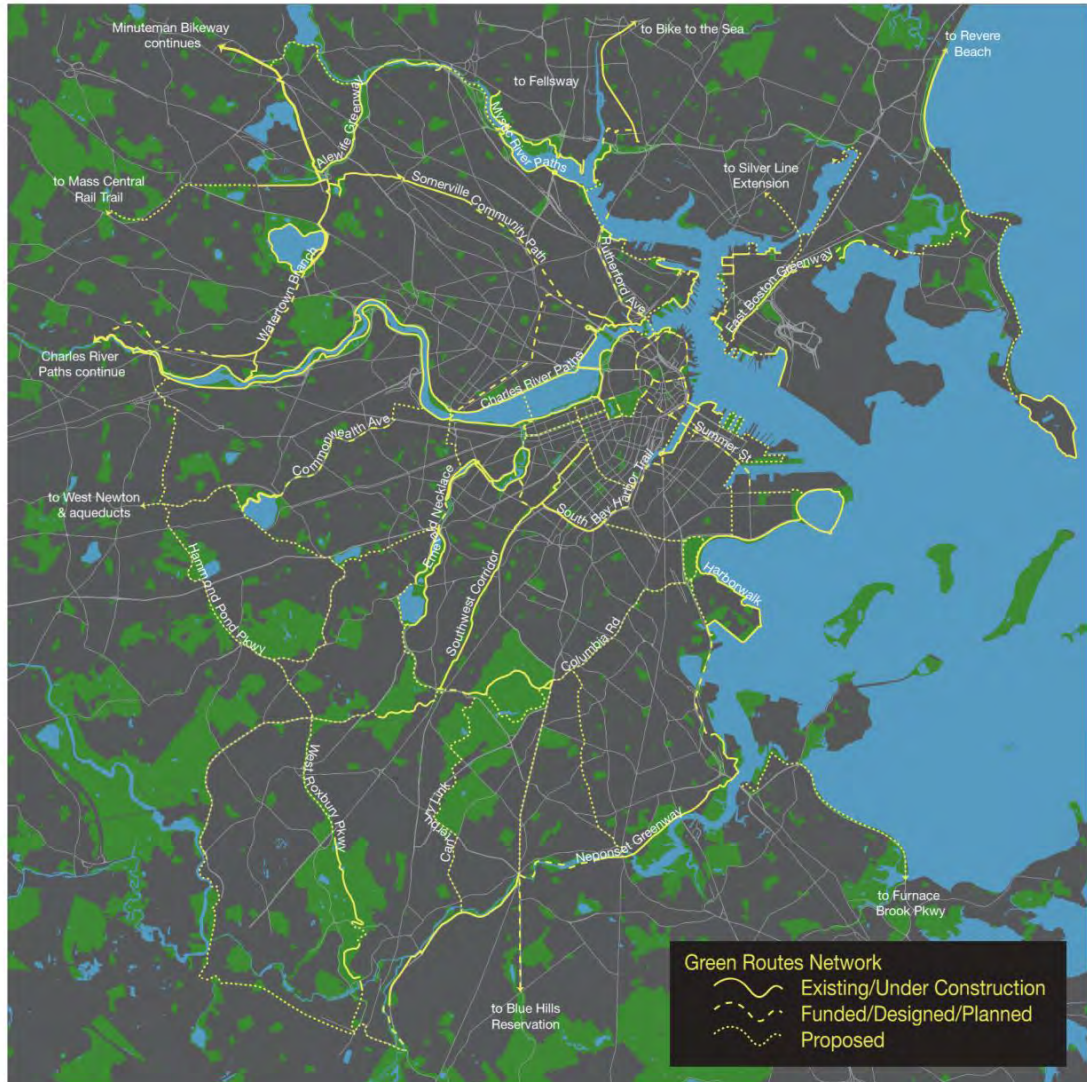 Minuteman Bikeway
continues
to Bike to the Sea
to Revere
Beach
to Fellsway
Alewife Greenway
Mystic River Paths
to Mass Central
Rail Trail
Somerville Community Path
to Silver Line
Extension
Watertown Branch
Rutherford Ave
East Boston Greenway
Charles River
Paths continue
Charles River Paths
Commonwealth Ave
Summer St
to West Newton
& aqueducts
Emerald Necklace
South Bay Harbor Trail
Hammond Pond Pkwy
Southwest Corridor
Harborwalk
Columbia Rd
West Roxbury Pkwy
Canterbury Link
Neponset Greenway
to Furnace
Brook Pkwy
to Blue Hills
Reservation
Green Routes Network
Existing/Under Construction
Funded/Designed/Planned
Proposed